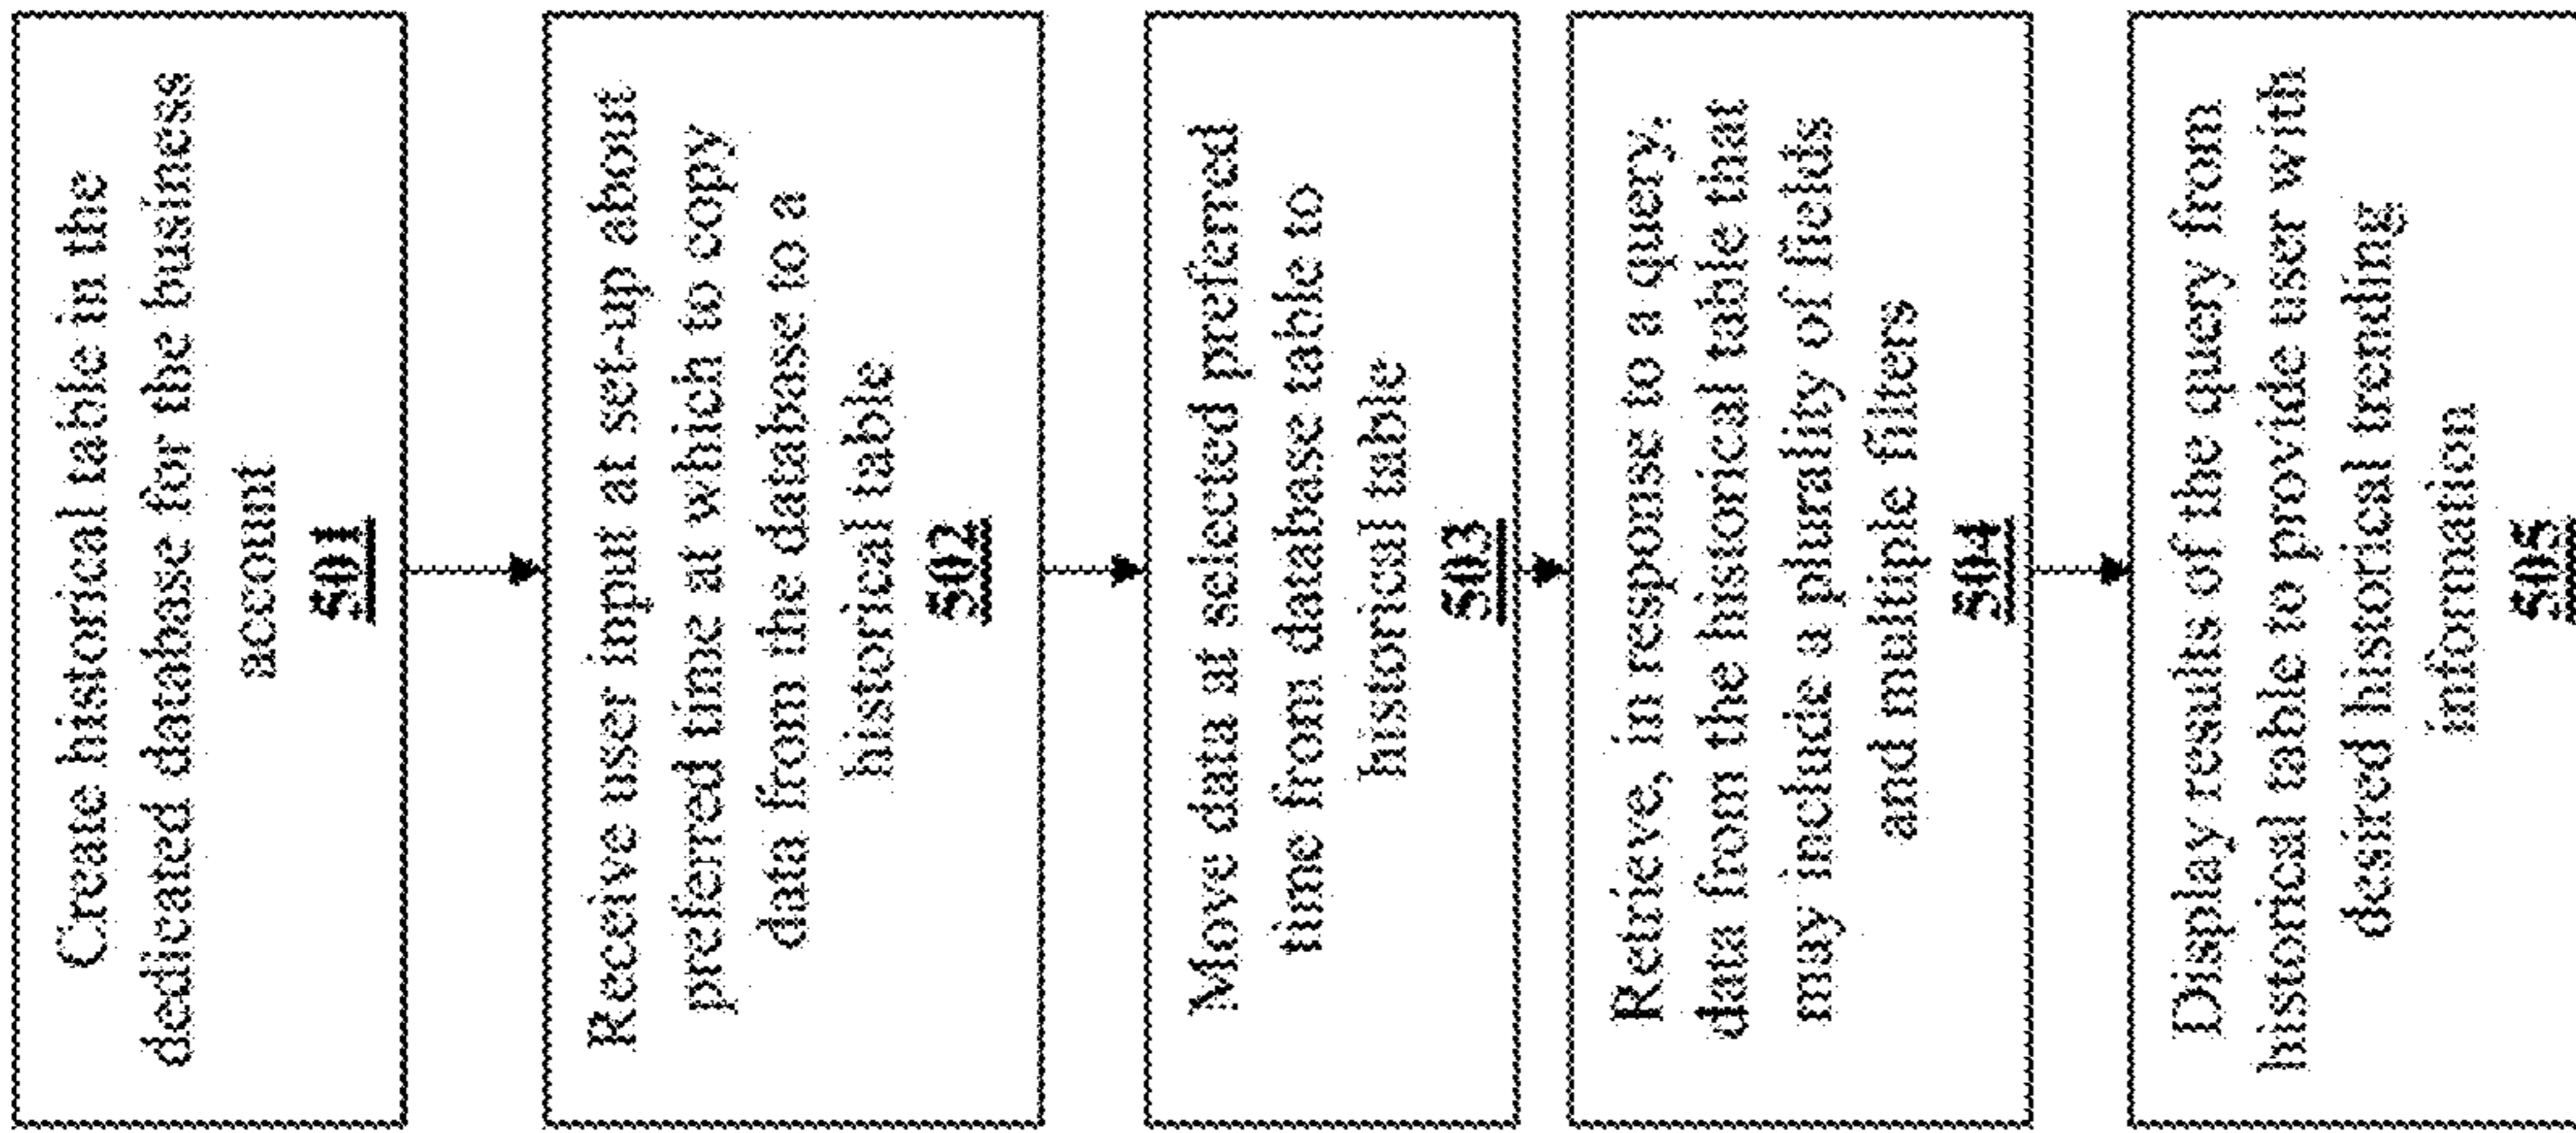 Create historical table in the
dedicated database for the business
account
501
Receive user input at set-up about
preferred time at which to copy
data from the database to a
historical table
502
Move data at selected preferred
time from database table to
historical table
503
Retrieve, in response to a query,
data from the historical table that
may include a plurality of fields
and multiple filters
504
Display results of the query from
historical table to provide user with
desired historical trending
information
505